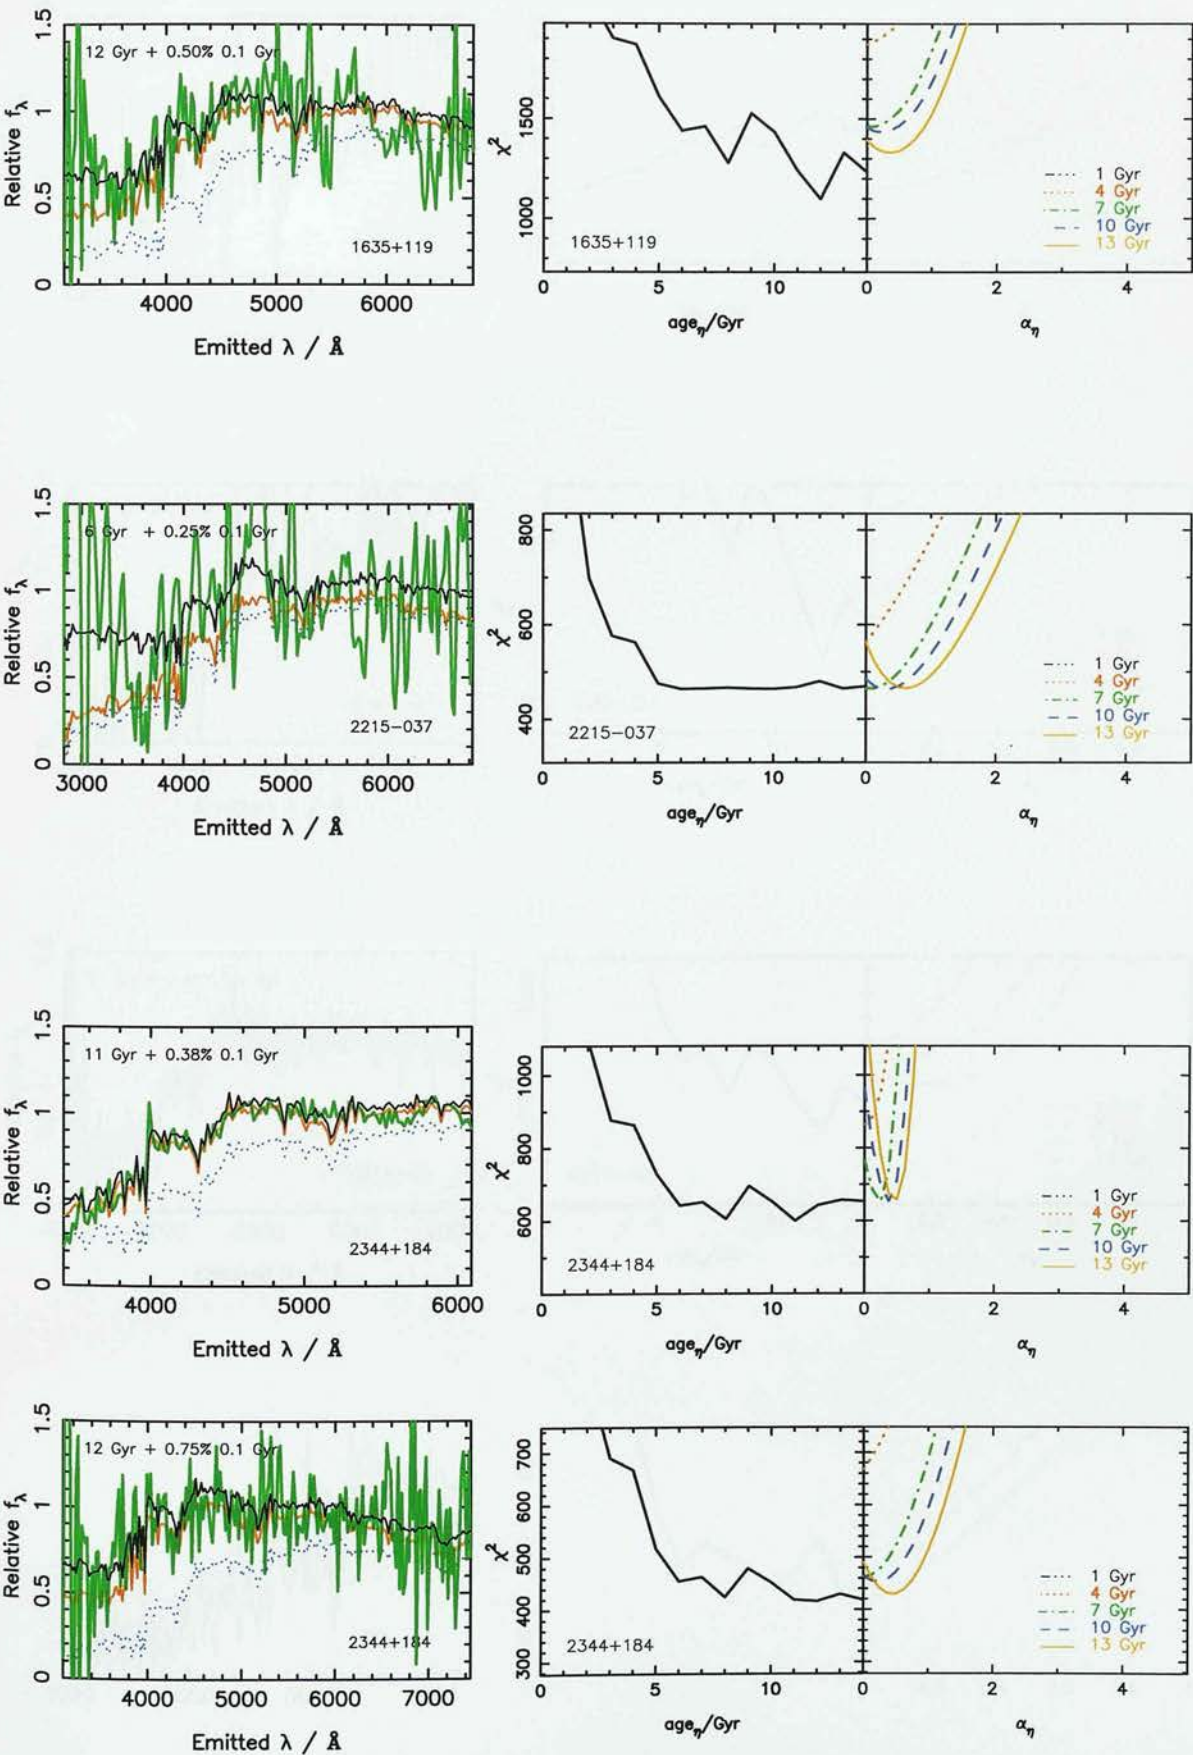 Relative fλ
1.5
1
0.5
0
12 Gyr + 0.50% 0.1 Gyr
1635+119
4000 5000 6000
Emitted λ / Å
χ²
1500
1000
1635+119
0 5 10
ageη/Gyr
1 Gyr
4 Gyr
7 Gyr
10 Gyr
13 Gyr
0 2 4
αη
Relative fλ
1.5
1
0.5
0
6 Gyr + 0.25% 0.1 Gyr
2215−037
3000 4000 5000 6000
Emitted λ / Å
χ²
800
600
400
2215−037
0 5 10
ageη/Gyr
1 Gyr
4 Gyr
7 Gyr
10 Gyr
13 Gyr
0 2 4
αη
Relative fλ
1.5
1
0.5
0
11 Gyr + 0.38% 0.1 Gyr
2344+184
4000 5000 6000
Emitted λ / Å
χ²
1000
800
600
2344+184
0 5 10
ageη/Gyr
1 Gyr
4 Gyr
7 Gyr
10 Gyr
13 Gyr
0 2 4
αη
Relative fλ
1.5
1
0.5
0
12 Gyr + 0.75% 0.1 Gyr
2344+184
4000 5000 6000 7000
Emitted λ / Å
χ²
700
600
500
400
300
2344+184
0 5 10
ageη/Gyr
1 Gyr
4 Gyr
7 Gyr
10 Gyr
13 Gyr
0 2 4
αη